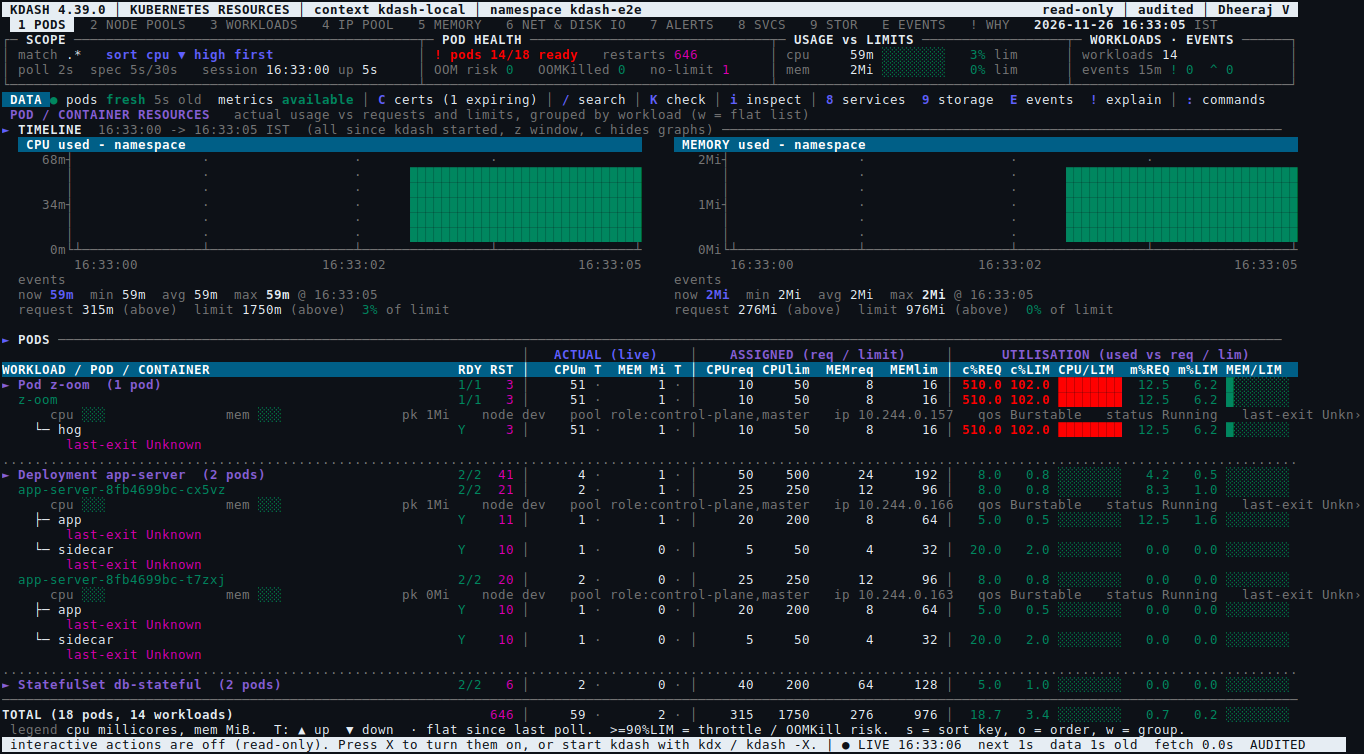 KDASH 4.39.0 │ KUBERNETES RESOURCES │ context kdash-local │ namespace kdash-e2e read-only │ audited │ Dheeraj V
1 PODS 2 NODE POOLS 3 WORKLOADS 4 IP POOL 5 MEMORY 6 NET & DISK IO 7 ALERTS 8 SVCS 9 STOR E EVENTS ! WHY 2026-11-26 16:33:05 IST
SCOPE POD HEALTH USAGE vs LIMITS WORKLOADS · EVENTS
match .* sort cpu ▼ high first │ ! pods 14/18 ready restarts 646 │ cpu 59m 3% lim │ workloads 14
poll 2s spec 5s/30s session 16:33:00 up 5s │ OOM risk 0 OOMKilled 0 no-limit 1 │ mem 2Mi 0% lim │ events 15m ! 0 ^ 0
DATA ● pods fresh 5s old metrics available │ C certs (1 expiring) │ / search │ K check │ i inspect │ 8 services 9 storage E events ! explain │ : commands
POD / CONTAINER RESOURCES actual usage vs requests and limits, grouped by workload (w = flat list)
► TIMELINE 16:33:00 -> 16:33:05 IST (all since kdash started, z window, c hides graphs)
CPU used - namespace MEMORY used - namespace
68m 2Mi
34m 1Mi
0m 0Mi
16:33:00 16:33:02 16:33:05 16:33:00 16:33:02 16:33:05
events events
now 59m min 59m avg 59m max 59m @ 16:33:05 now 2Mi min 2Mi avg 2Mi max 2Mi @ 16:33:05
request 315m (above) limit 1750m (above) 3% of limit request 276Mi (above) limit 976Mi (above) 0% of limit
► PODS
│ ACTUAL (live) │ ASSIGNED (req / limit) │ UTILISATION (used vs req / lim)
WORKLOAD / POD / CONTAINER RDY RST │ CPUm T MEM Mi T │ CPUreq CPUlim MEMreq MEMlim │ c%REQ c%LIM CPU/LIM m%REQ m%LIM MEM/LIM
► Pod z-oom (1 pod) 1/1 3 │ 51 · 1 · │ 10 50 8 16 │ 510.0 102.0 12.5 6.2
z-oom 1/1 3 │ 51 · 1 · │ 10 50 8 16 │ 510.0 102.0 12.5 6.2
cpu mem pk 1Mi node dev pool role:control-plane,master ip 10.244.0.157 qos Burstable status Running last-exit Unkn›
└─ hog Y 3 │ 51 · 1 · │ 10 50 8 16 │ 510.0 102.0 12.5 6.2
last-exit Unknown
► Deployment app-server (2 pods) 2/2 41 │ 4 · 1 · │ 50 500 24 192 │ 8.0 0.8 4.2 0.5
app-server-8fb4699bc-cx5vz 2/2 21 │ 2 · 1 · │ 25 250 12 96 │ 8.0 0.8 8.3 1.0
cpu mem pk 1Mi node dev pool role:control-plane,master ip 10.244.0.166 qos Burstable status Running last-exit Unkn›
├─ app Y 11 │ 1 · 1 · │ 20 200 8 64 │ 5.0 0.5 12.5 1.6
last-exit Unknown
└─ sidecar Y 10 │ 1 · 0 · │ 5 50 4 32 │ 20.0 2.0 0.0 0.0
last-exit Unknown
app-server-8fb4699bc-t7zxj 2/2 20 │ 2 · 0 · │ 25 250 12 96 │ 8.0 0.8 0.0 0.0
cpu mem pk 0Mi node dev pool role:control-plane,master ip 10.244.0.163 qos Burstable status Running last-exit Unkn›
├─ app Y 10 │ 1 · 0 · │ 20 200 8 64 │ 5.0 0.5 0.0 0.0
last-exit Unknown
└─ sidecar Y 10 │ 1 · 0 · │ 5 50 4 32 │ 20.0 2.0 0.0 0.0
last-exit Unknown
► StatefulSet db-stateful (2 pods) 2/2 6 │ 2 · 0 · │ 40 200 64 128 │ 5.0 1.0 0.0 0.0
TOTAL (18 pods, 14 workloads) 646 │ 59 · 2 · │ 315 1750 276 976 │ 18.7 3.4 0.7 0.2
legend cpu millicores, mem MiB. T: ▲ up ▼ down · flat since last poll. >=90%LIM = throttle / OOMKill risk. s = sort key, o = order, w = group.
interactive actions are off (read-only). Press X to turn them on, or start kdash with kdx / kdash -X. │ ● LIVE 16:33:06 next 1s data 1s old fetch 0.0s AUDITED